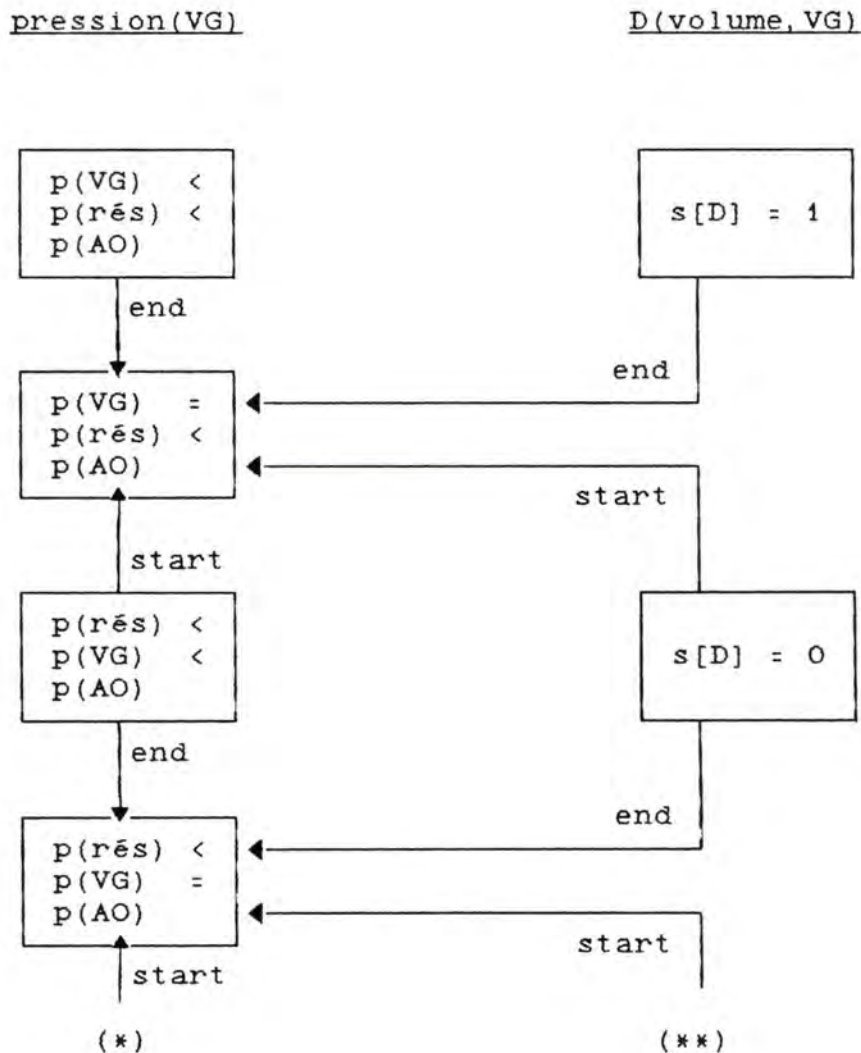 pression(VG) D(volume,VG)
p(VG) <
p(rés) <
p(AO)
s[D] = 1
end
end
p(VG) =
p(rés) <
p(AO)
start
start
p(rés) <
p(VG) <
p(AO)
s[D] = 0
end
end
p(rés) <
p(VG) =
p(AO)
start
start
(*) (**)